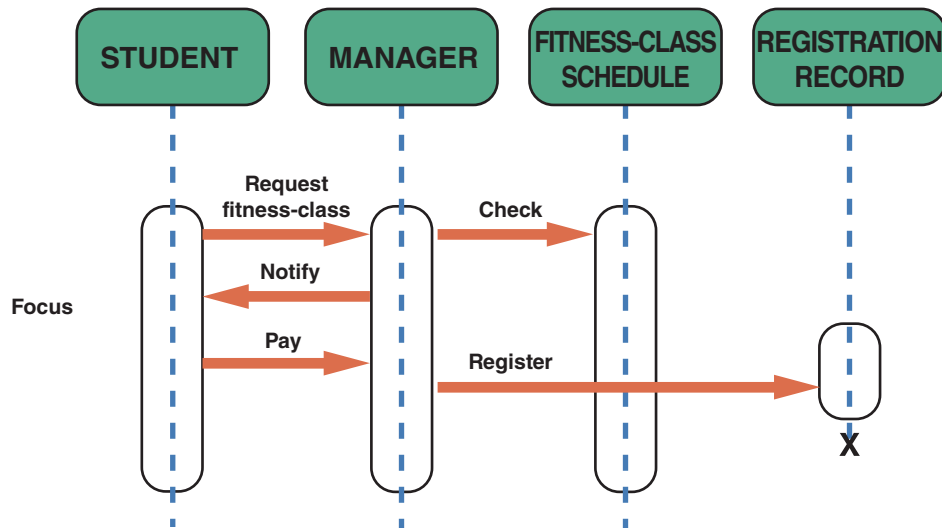 STUDENT
MANAGER
FITNESS-CLASS
SCHEDULE
REGISTRATION
RECORD
Request
fitness-class
Check
Notify
Focus
Pay
Register
X